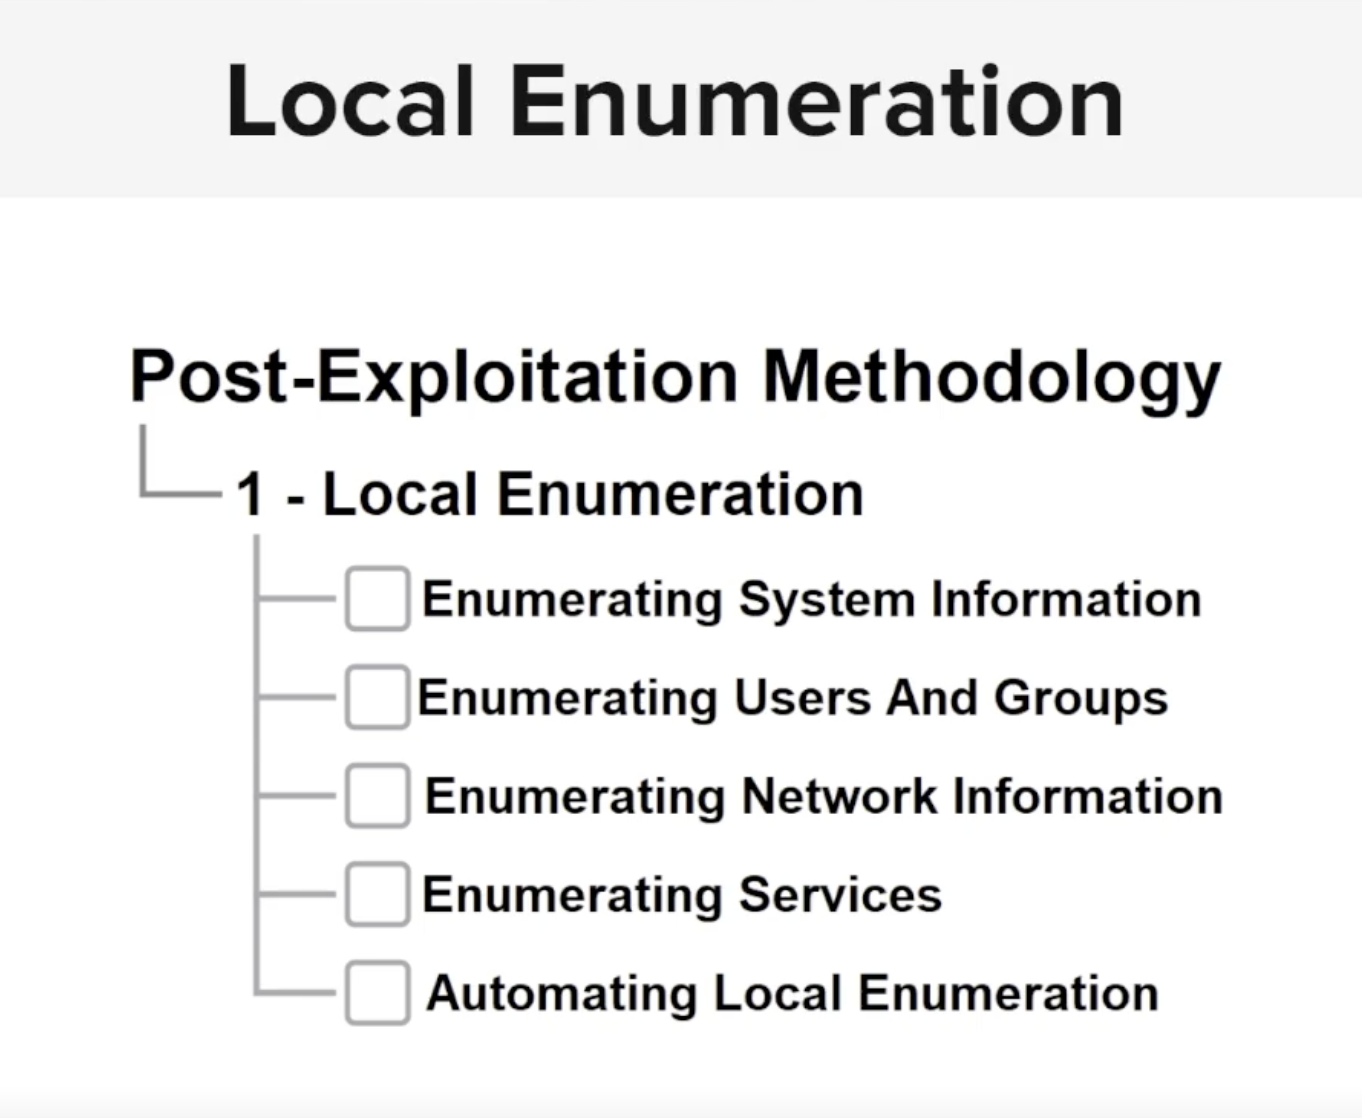 Local Enumeration
Post-Exploitation Methodology
1 - Local Enumeration
Enumerating System Information
Enumerating Users And Groups
Enumerating Network Information
Enumerating Services
Automating Local Enumeration